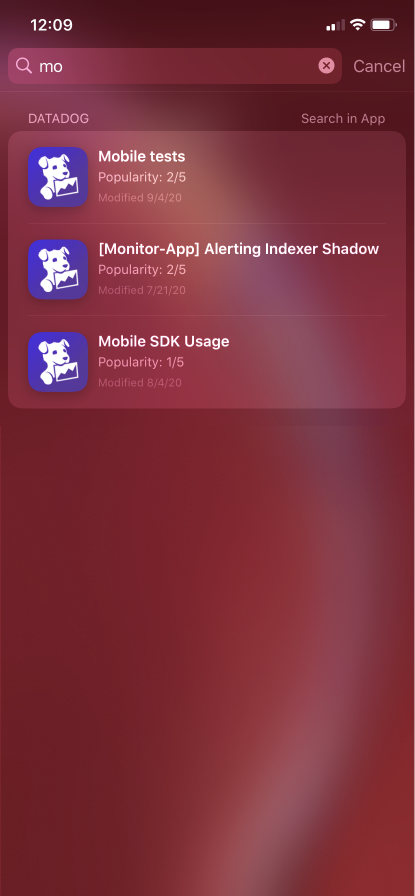 12:09
mo
Cancel
DATADOG
Search in App
Mobile tests
Popularity: 2/5
Modified 9/4/20
[Monitor-App] Alerting Indexer Shadow
Popularity: 2/5
Modified 7/21/20
Mobile SDK Usage
Popularity: 1/5
Modified 8/4/20